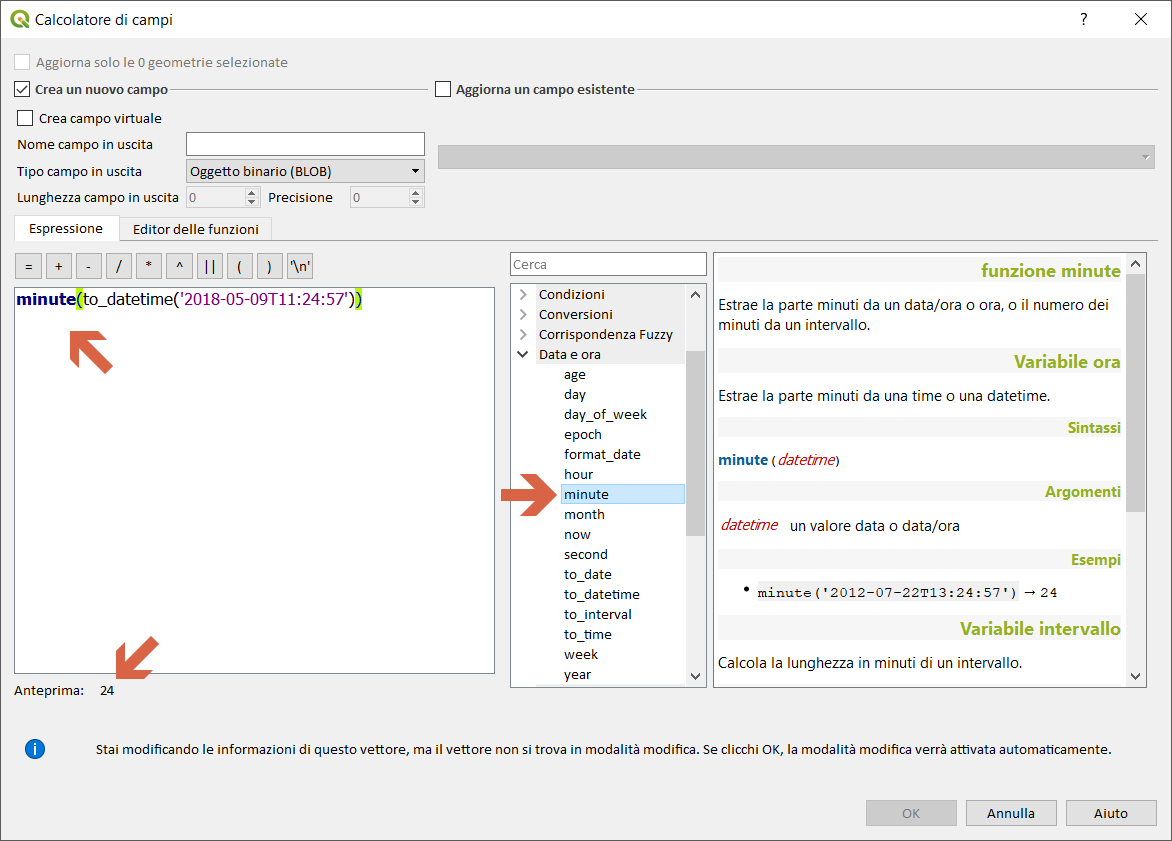 Calcolatore di campi
?
Aggiorna solo le 0 geometrie selezionate
Crea un nuovo campo
Aggiorna un campo esistente
Crea campo virtuale
Nome campo in uscita
Tipo campo in uscita Oggetto binario (BLOB)
Lunghezza campo in uscita 0 Precisione 0
Espressione Editor delle funzioni
= + - / * ^ || ( ) '\n'
minute(to_datetime('2018-05-09T11:24:57'))
Anteprima: 24
Cerca
Condizioni
Conversioni
Corrispondenza Fuzzy
Data e ora
age
day
day_of_week
epoch
format_date
hour
minute
month
now
second
to_date
to_datetime
to_interval
to_time
week
year
funzione minute
Estrae la parte minuti da un data/ora o ora, o il numero dei
minuti da un intervallo.
Variabile ora
Estrae la parte minuti da una time o una datetime.
Sintassi
minute (datetime)
Argomenti
datetime un valore data o data/ora
Esempi
• minute('2012-07-22T13:24:57') → 24
Variabile intervallo
Calcola la lunghezza in minuti di un intervallo.
Stai modificando le informazioni di questo vettore, ma il vettore non si trova in modalità modifica. Se clicchi OK, la modalità modifica verrà attivata automaticamente.
OK Annulla Aiuto